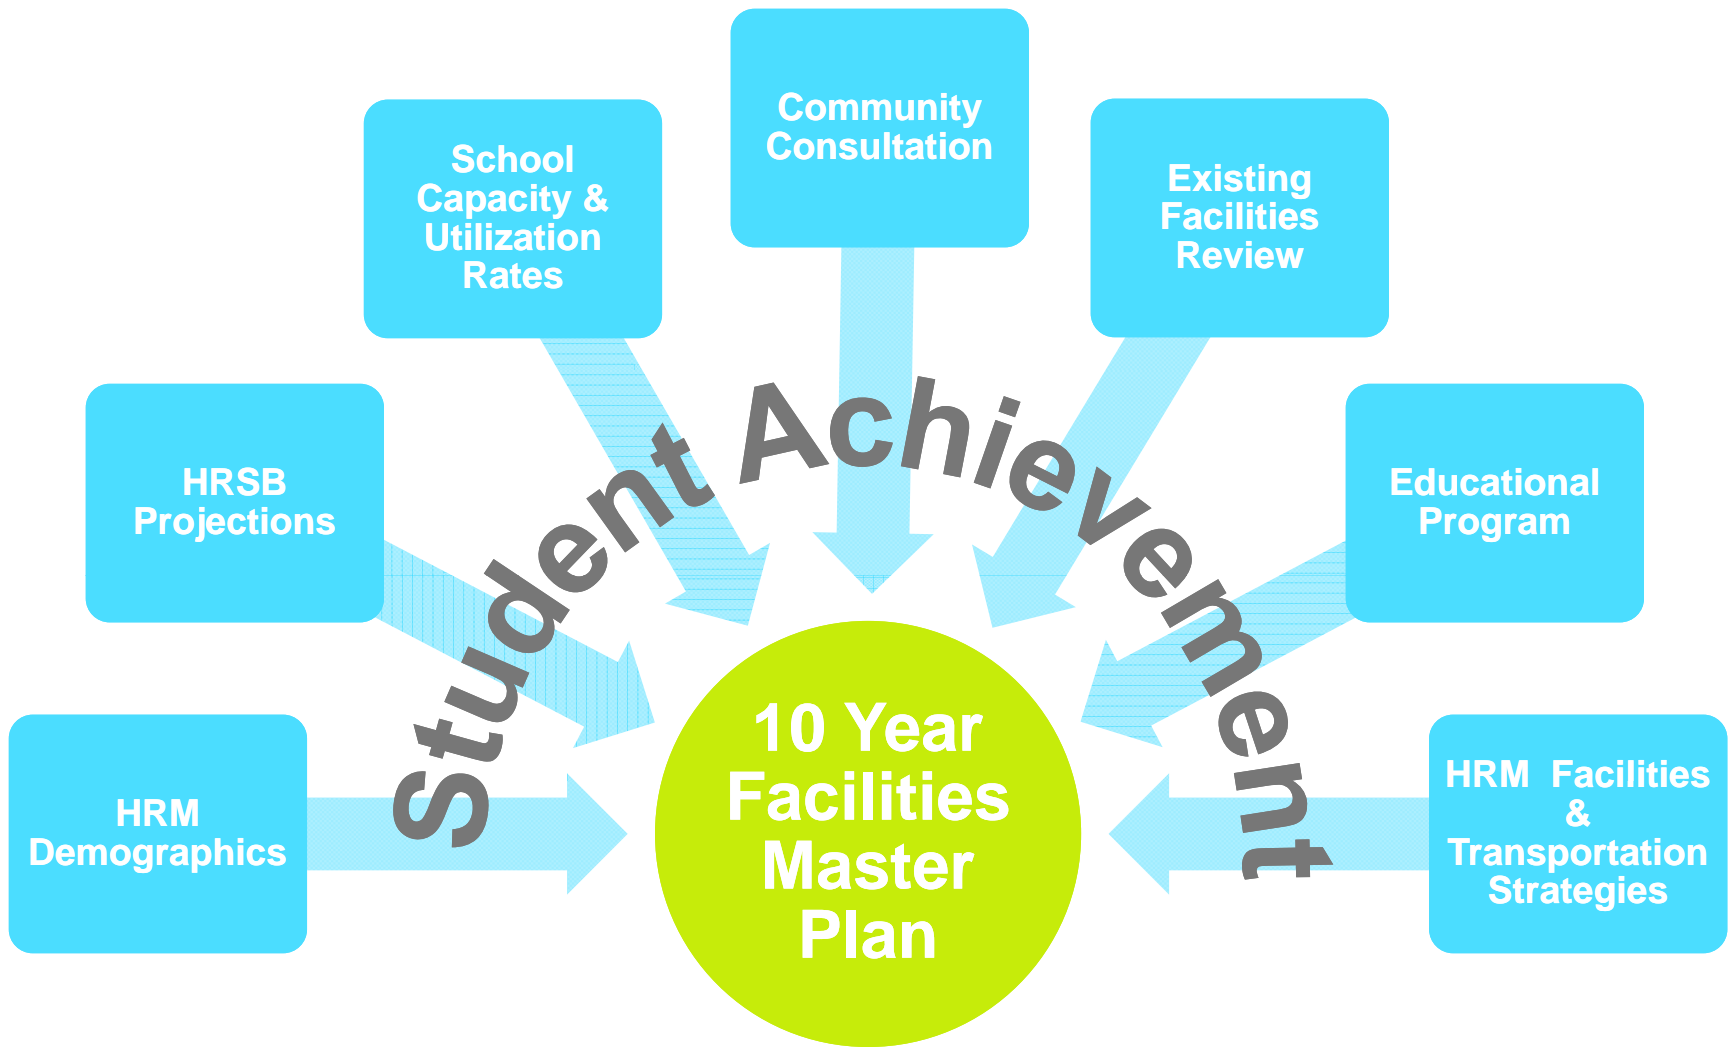 Community
Consultation
School
Capacity &
Utilization
Rates
Existing
Facilities
Review
HRSB
Projections
Educational
Program
Student Achievement
HRM
Demographics
10 Year
Facilities
Master
Plan
HRM  Facilities
&
Transportation
Strategies